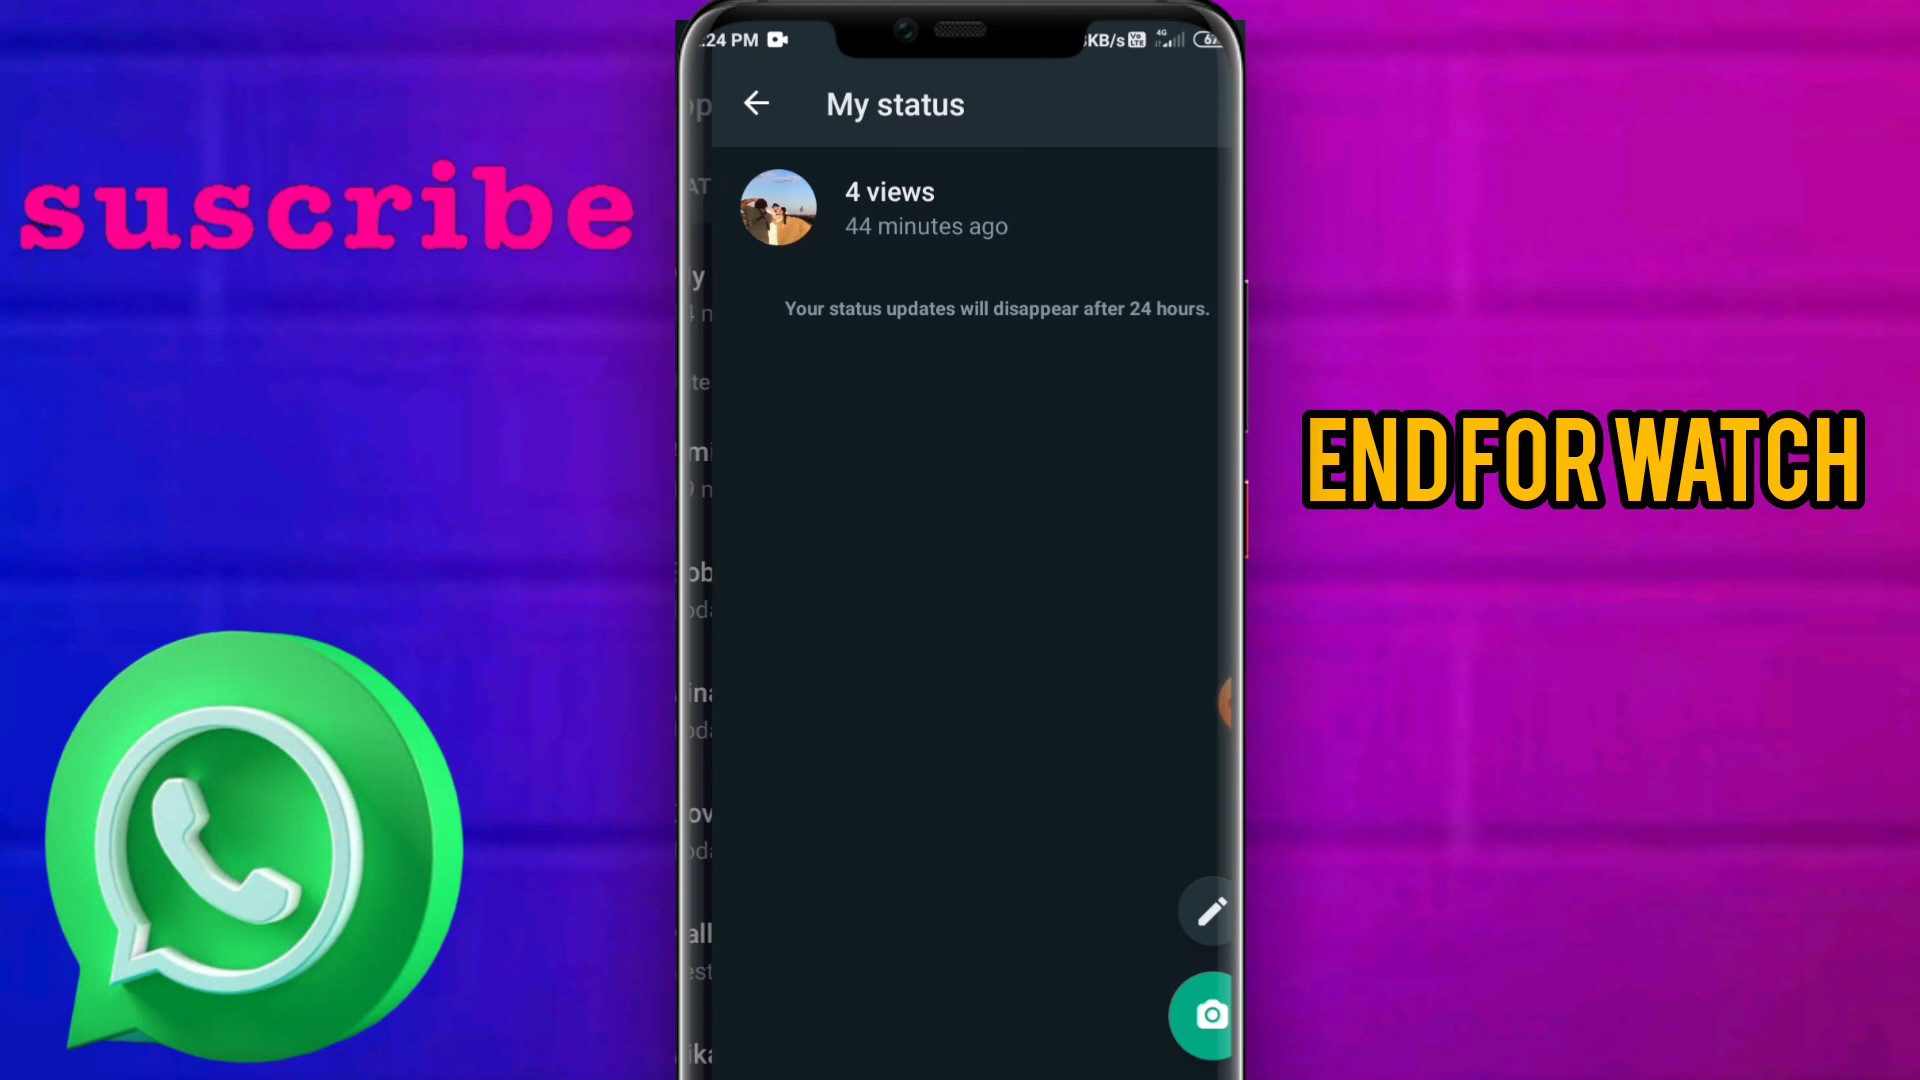 :24 PM
KB/s
4G
My status
4 views
44 minutes ago
Your status updates will disappear after 24 hours.
suscribe
END FOR WATCH